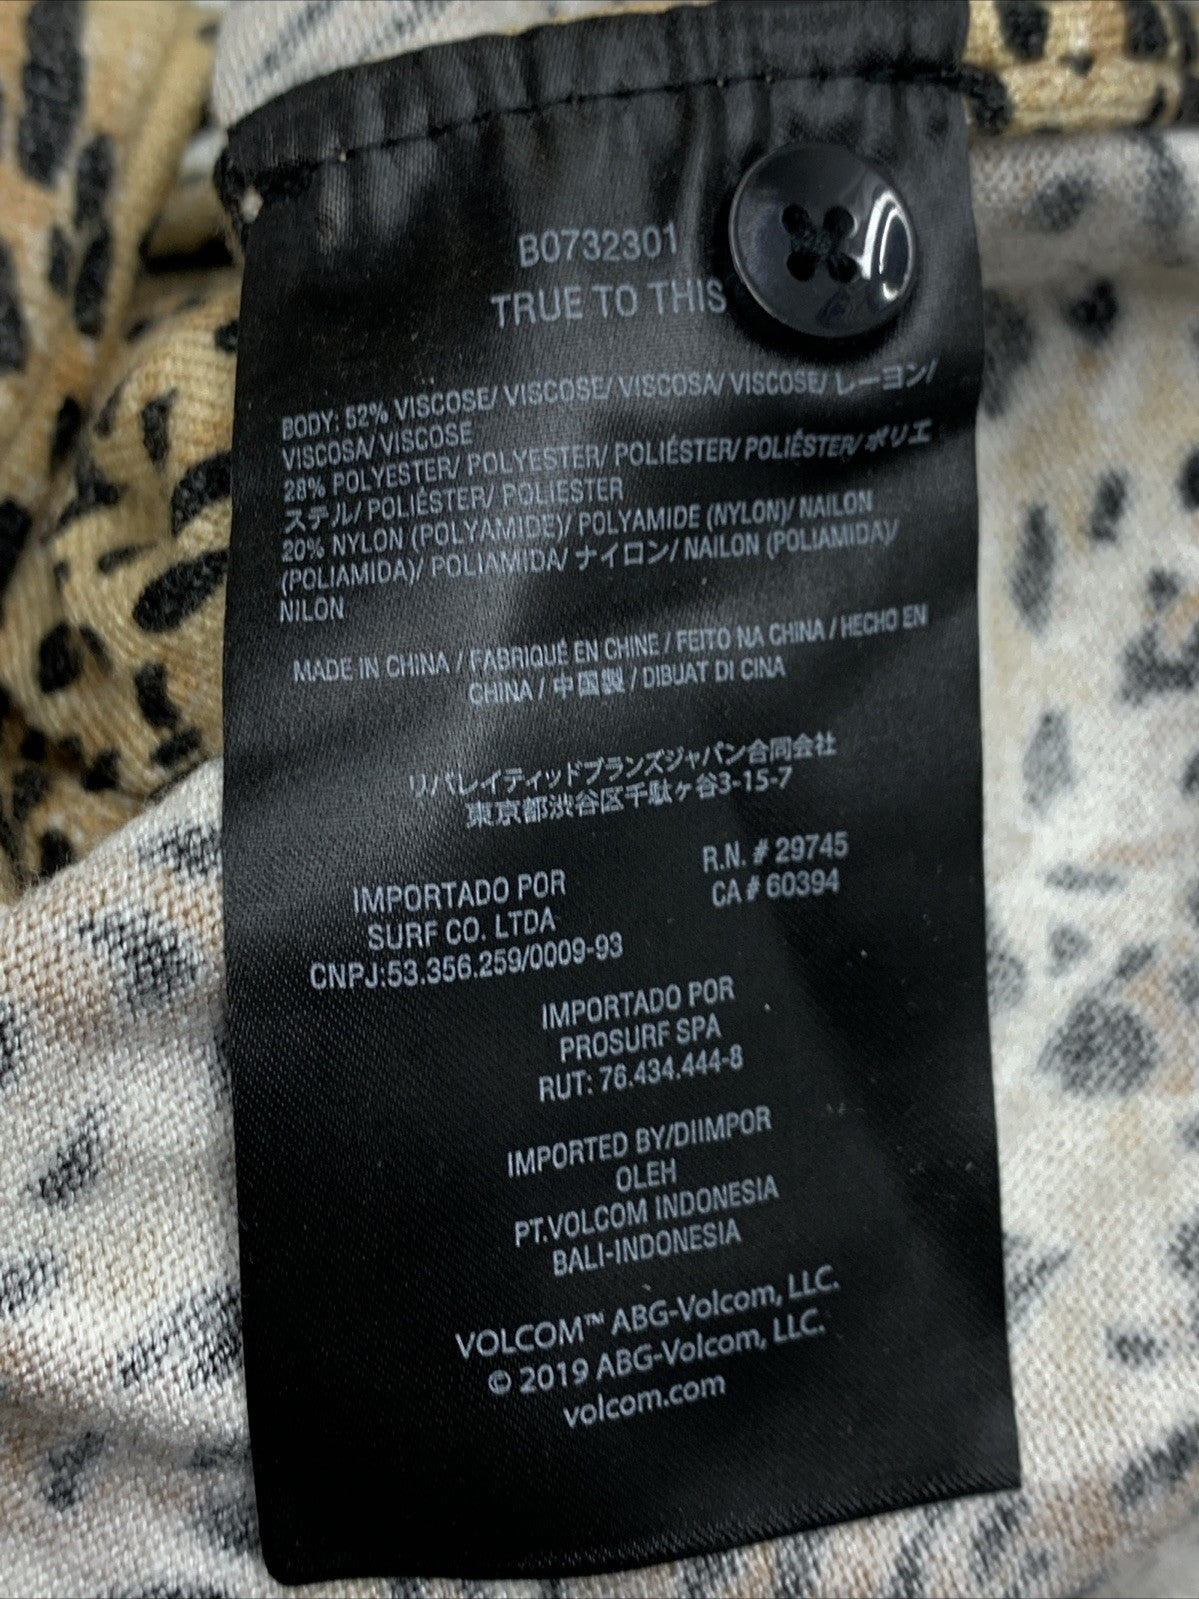 B0732301
TRUE TO THIS
BODY: 52% VISCOSE/ VISCOSE/ VISCOSA/ VISCOSE/ レーヨン/
VISCOSA/ VISCOSE
28% POLYESTER/ POLYESTER/ POLIÉSTER/ POLIÉSTER/ ポリエ
ステル/ POLIÉSTER/ POLIESTER
20% NYLON (POLYAMIDE)/ POLYAMIDE (NYLON)/ NAILON
(POLIAMIDA)/ POLIAMIDA/ ナイロン/ NAILON (POLIAMIDA)/
NILON
MADE IN CHINA / FABRIQUÉ EN CHINE / FEITO NA CHINA / HECHO EN
CHINA / 中国製 / DIBUAT DI CINA
リバレイティッドブランズジャパン合同会社
東京都渋谷区千駄ヶ谷3-15-7
R.N. # 29745
CA # 60394
IMPORTADO POR
SURF CO. LTDA
CNPJ:53.356.259/0009-93
IMPORTADO POR
PROSURF SPA
RUT: 76.434.444-8
IMPORTED BY/DIIMPOR
OLEH
PT.VOLCOM INDONESIA
BALI-INDONESIA
VOLCOM™ ABG-Volcom, LLC.
© 2019 ABG-Volcom, LLC.
volcom.com